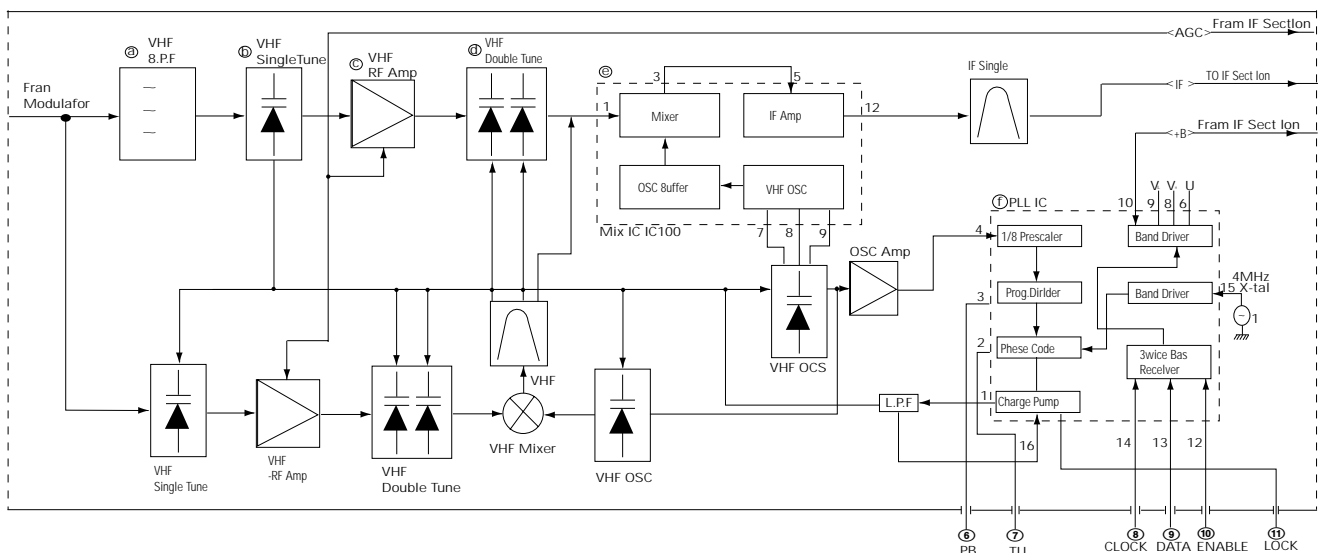 Fram IF SectIon
<AGC>
VHF
8.P.F
ⓐ
VHF
SingleTune
ⓑ
VHF
RF Amp
ⓒ
VHF
Double Tune
ⓓ
ⓔ
3
5
IF Single
TO IF Sect Ion
<IF>
Fran
Modulafor
1
Mixer
IF Amp
12
Fram IF Sect Ion
<+B>
OSC 8uffer
VHF OSC
V
V
U
10
9
8
6
ⓕ PLL IC
Mix IC IC100
7
8
9
OSC Amp
4
1/8 Prescaler
Band Driver
4MHz
15 X-tal
3
Prog.DirIder
Band Driver
1
2
Phese Code
3wice Bas
Receiver
VHF OCS
VHF
L.P.F
1
Charge Pump
16
14
13
12
VHF
Single Tune
VHF
-RF Amp
VHF
Double Tune
VHF Mixer
VHF OSC
⑥
⑦
⑧
⑨
⑩
⑪
PB
TU
CLOCK
DATA
ENABLE
LOCK